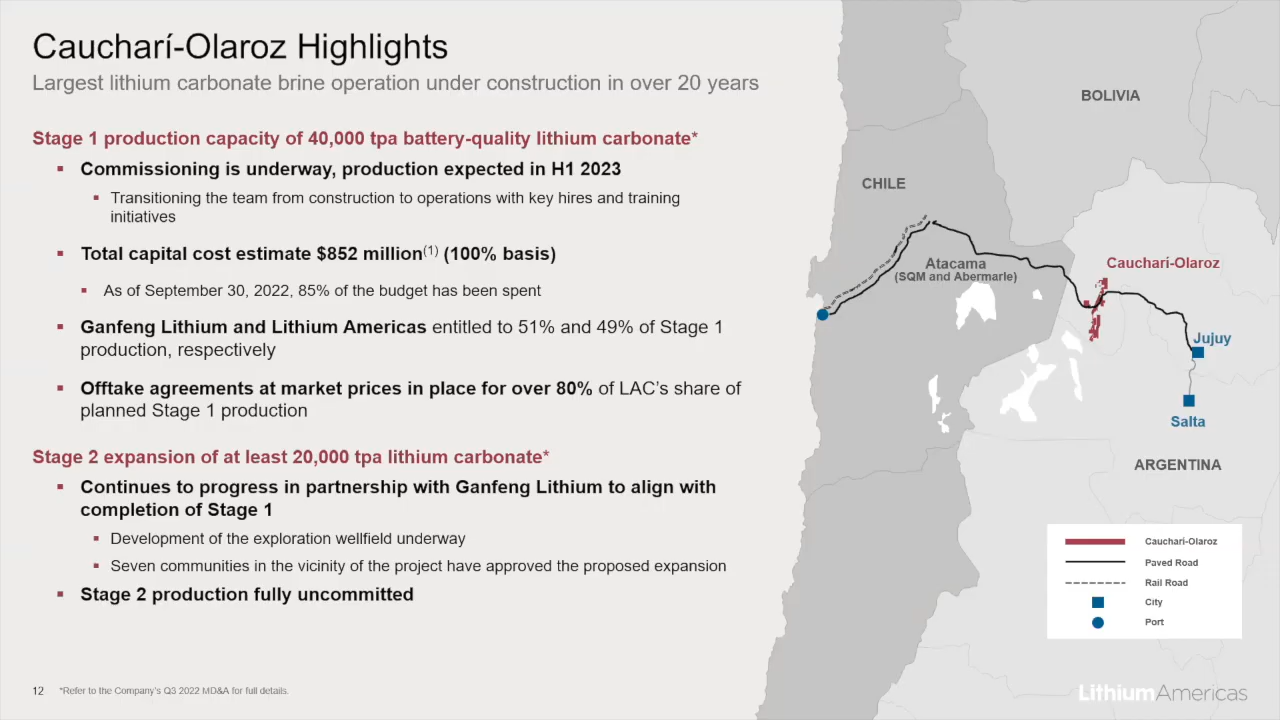 Caucharí-Olaroz Highlights
Largest lithium carbonate brine operation under construction in over 20 years
Stage 1 production capacity of 40,000 tpa battery-quality lithium carbonate*
Commissioning is underway, production expected in H1 2023
Transitioning the team from construction to operations with key hires and training
initiatives
Total capital cost estimate $852 million(1) (100% basis)
As of September 30, 2022, 85% of the budget has been spent
Ganfeng Lithium and Lithium Americas entitled to 51% and 49% of Stage 1
production, respectively
Offtake agreements at market prices in place for over 80% of LAC's share of
planned Stage 1 production
Stage 2 expansion of at least 20,000 tpa lithium carbonate*
Continues to progress in partnership with Ganfeng Lithium to align with
completion of Stage 1
Development of the exploration wellfield underway
Seven communities in the vicinity of the project have approved the proposed expansion
Stage 2 production fully uncommitted
12 *Refer to the Company's Q3 2022 MD&A for full details.
BOLIVIA
CHILE
Atacama
(SQM and Abermarle)
Caucharí-Olaroz
Jujuy
Salta
ARGENTINA
Cauchari-Olaroz
Paved Road
Rail Road
City
Port
LithiumAmericas